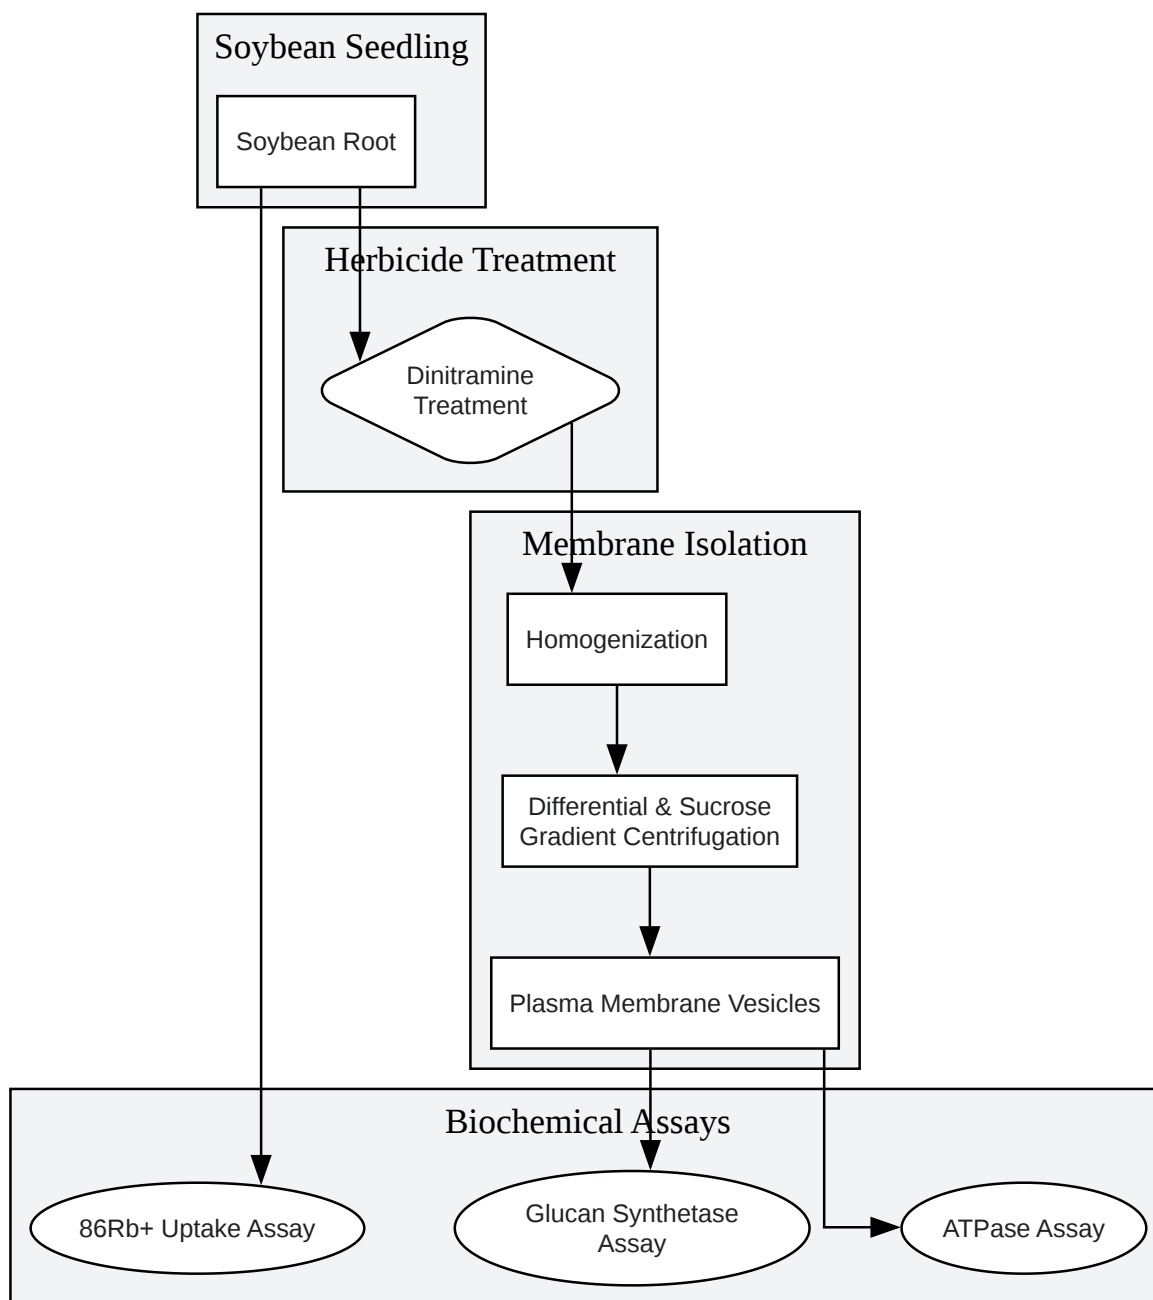 Soybean Seedling
Soybean Root
Herbicide Treatment
Dinitramine
Treatment
Membrane Isolation
Homogenization
Differential & Sucrose
Gradient Centrifugation
Plasma Membrane Vesicles
Biochemical Assays
86Rb+ Uptake Assay
Glucan Synthetase
Assay
ATPase Assay